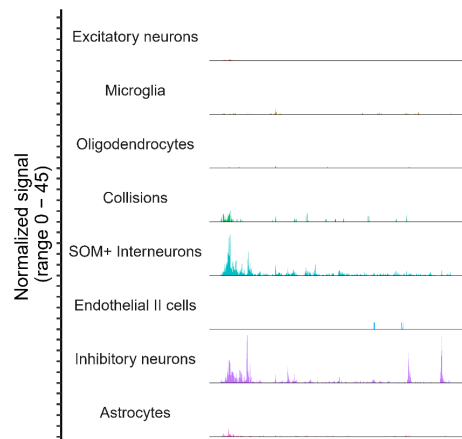 Normalized signal
(range 0 – 45)
Excitatory neurons
Microglia
Oligodendrocytes
Collisions
SOM+ Interneurons
Endothelial II cells
Inhibitory neurons
Astrocytes